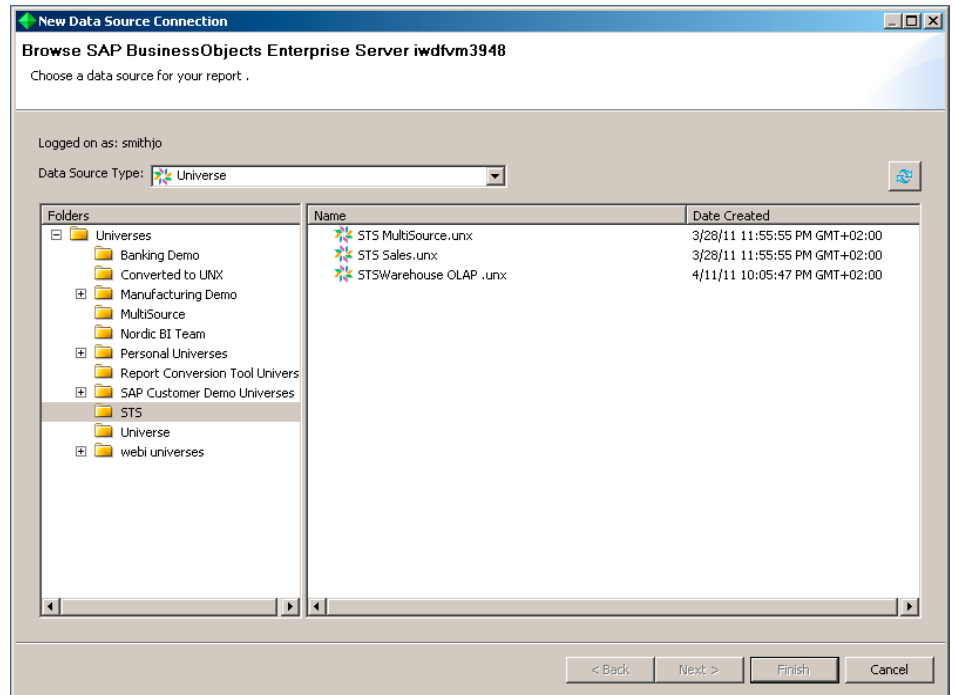 New Data Source Connection
Browse SAP BusinessObjects Enterprise Server iwdfvm3948
Choose a data source for your report .
Logged on as: smithjo
Data Source Type: Universe
Folders
Universes
Banking Demo
Converted to UNX
Manufacturing Demo
MultiSource
Nordic BI Team
Personal Universes
Report Conversion Tool Univers
SAP Customer Demo Universes
STS
Universe
webi universes
Name Date Created
STS MultiSource.unx 3/28/11 11:55:55 PM GMT+02:00
STS Sales.unx 3/28/11 11:55:55 PM GMT+02:00
STSWarehouse OLAP .unx 4/11/11 10:05:47 PM GMT+02:00
< Back Next > Finish Cancel